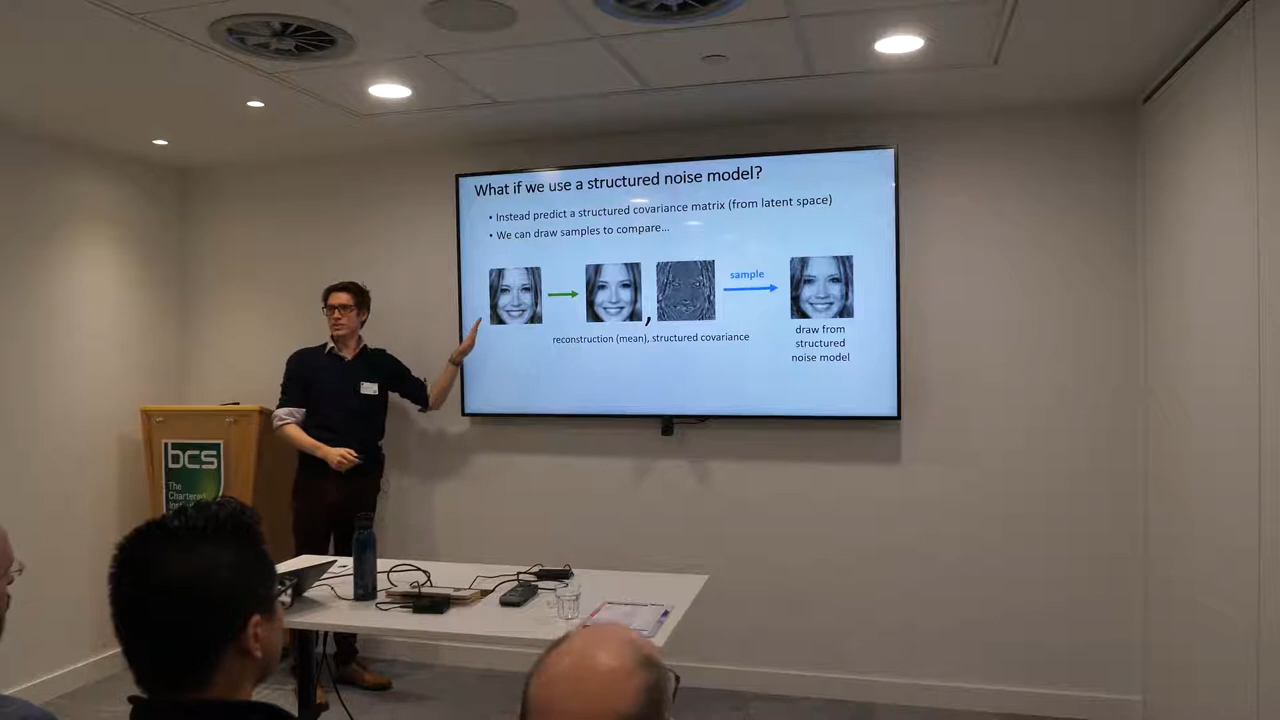 What if we use a structured noise model?
• Instead predict a structured covariance matrix (from latent space)
• We can draw samples to compare...
sample
,
reconstruction (mean), structured covariance
draw from
structured
noise model
bcs
The
Chartered